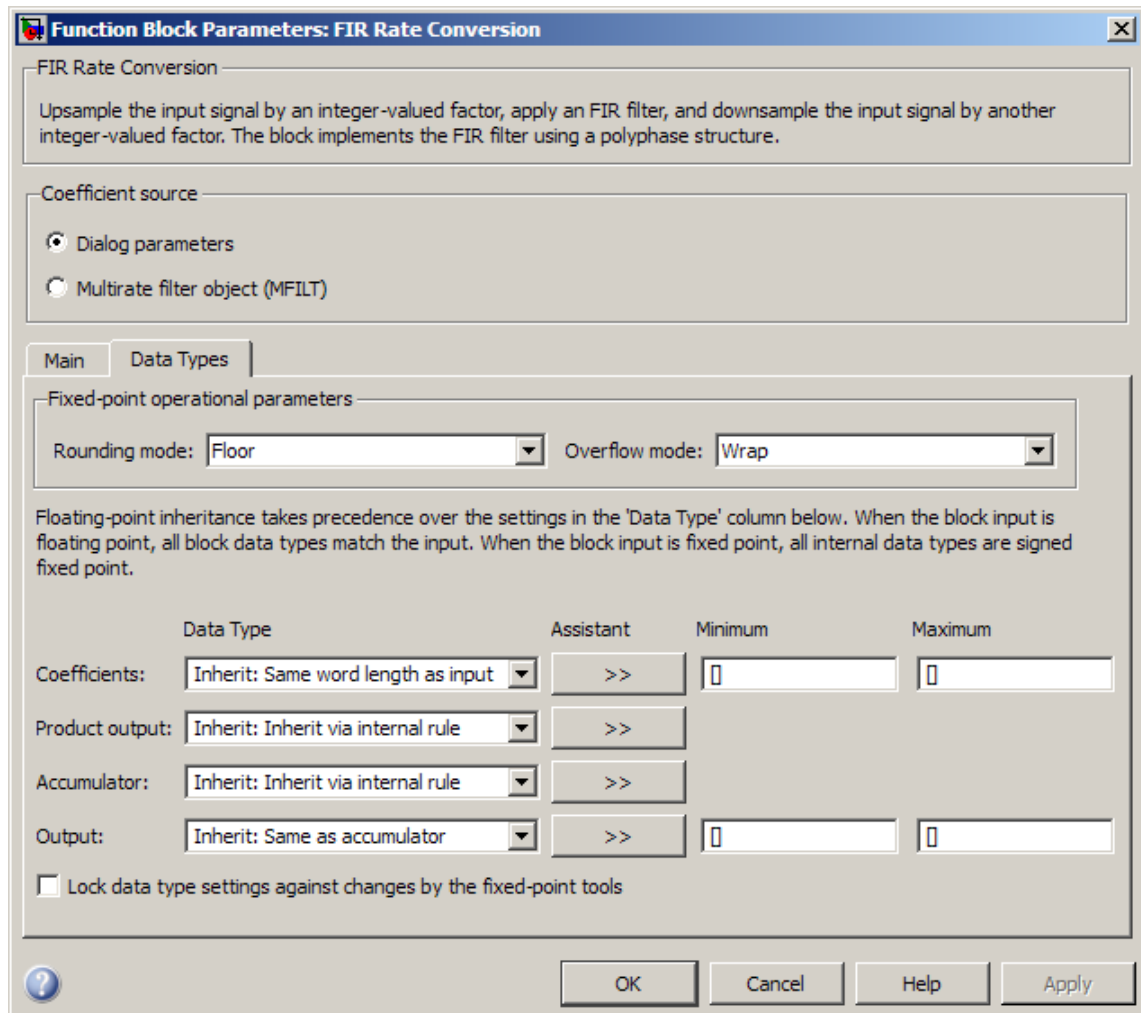 Function Block Parameters: FIR Rate Conversion
FIR Rate Conversion
Upsample the input signal by an integer-valued factor, apply an FIR filter, and downsample the input signal by another
integer-valued factor. The block implements the FIR filter using a polyphase structure.
Coefficient source
Dialog parameters
Multirate filter object (MFILT)
Main Data Types
Fixed-point operational parameters
Rounding mode: Floor Overflow mode: Wrap
Floating-point inheritance takes precedence over the settings in the 'Data Type' column below. When the block input is
floating point, all block data types match the input. When the block input is fixed point, all internal data types are signed
fixed point.
Data Type Assistant Minimum Maximum
Coefficients: Inherit: Same word length as input >> [] []
Product output: Inherit: Inherit via internal rule >>
Accumulator: Inherit: Inherit via internal rule >>
Output: Inherit: Same as accumulator >> [] []
Lock data type settings against changes by the fixed-point tools
? OK Cancel Help Apply